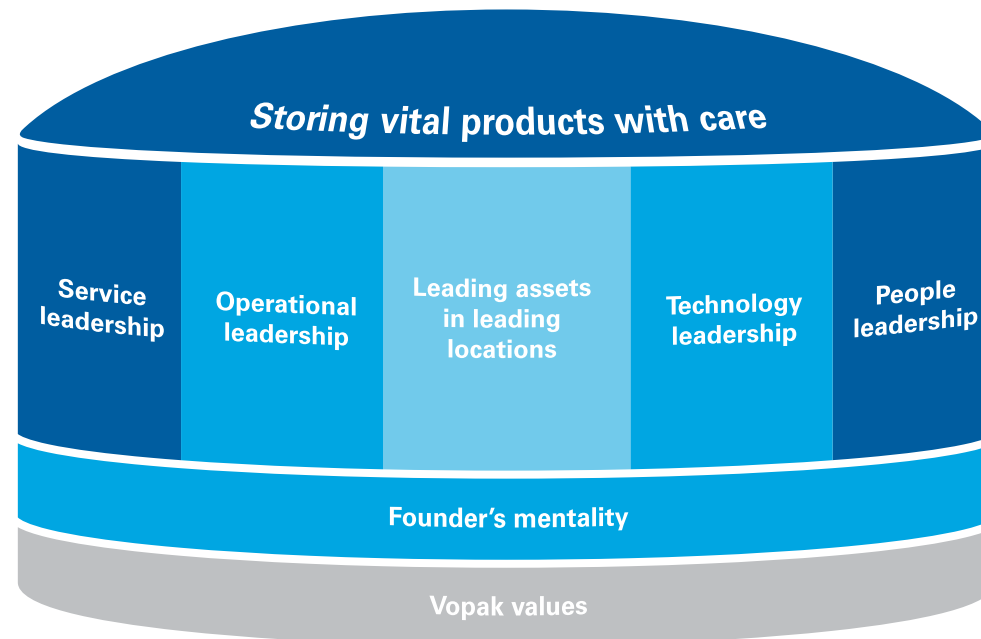 Storing vital products with care
Service
leadership
Operational
leadership
Leading assets
in leading
locations
Technology
leadership
People
leadership
Founder’s mentality
Vopak values